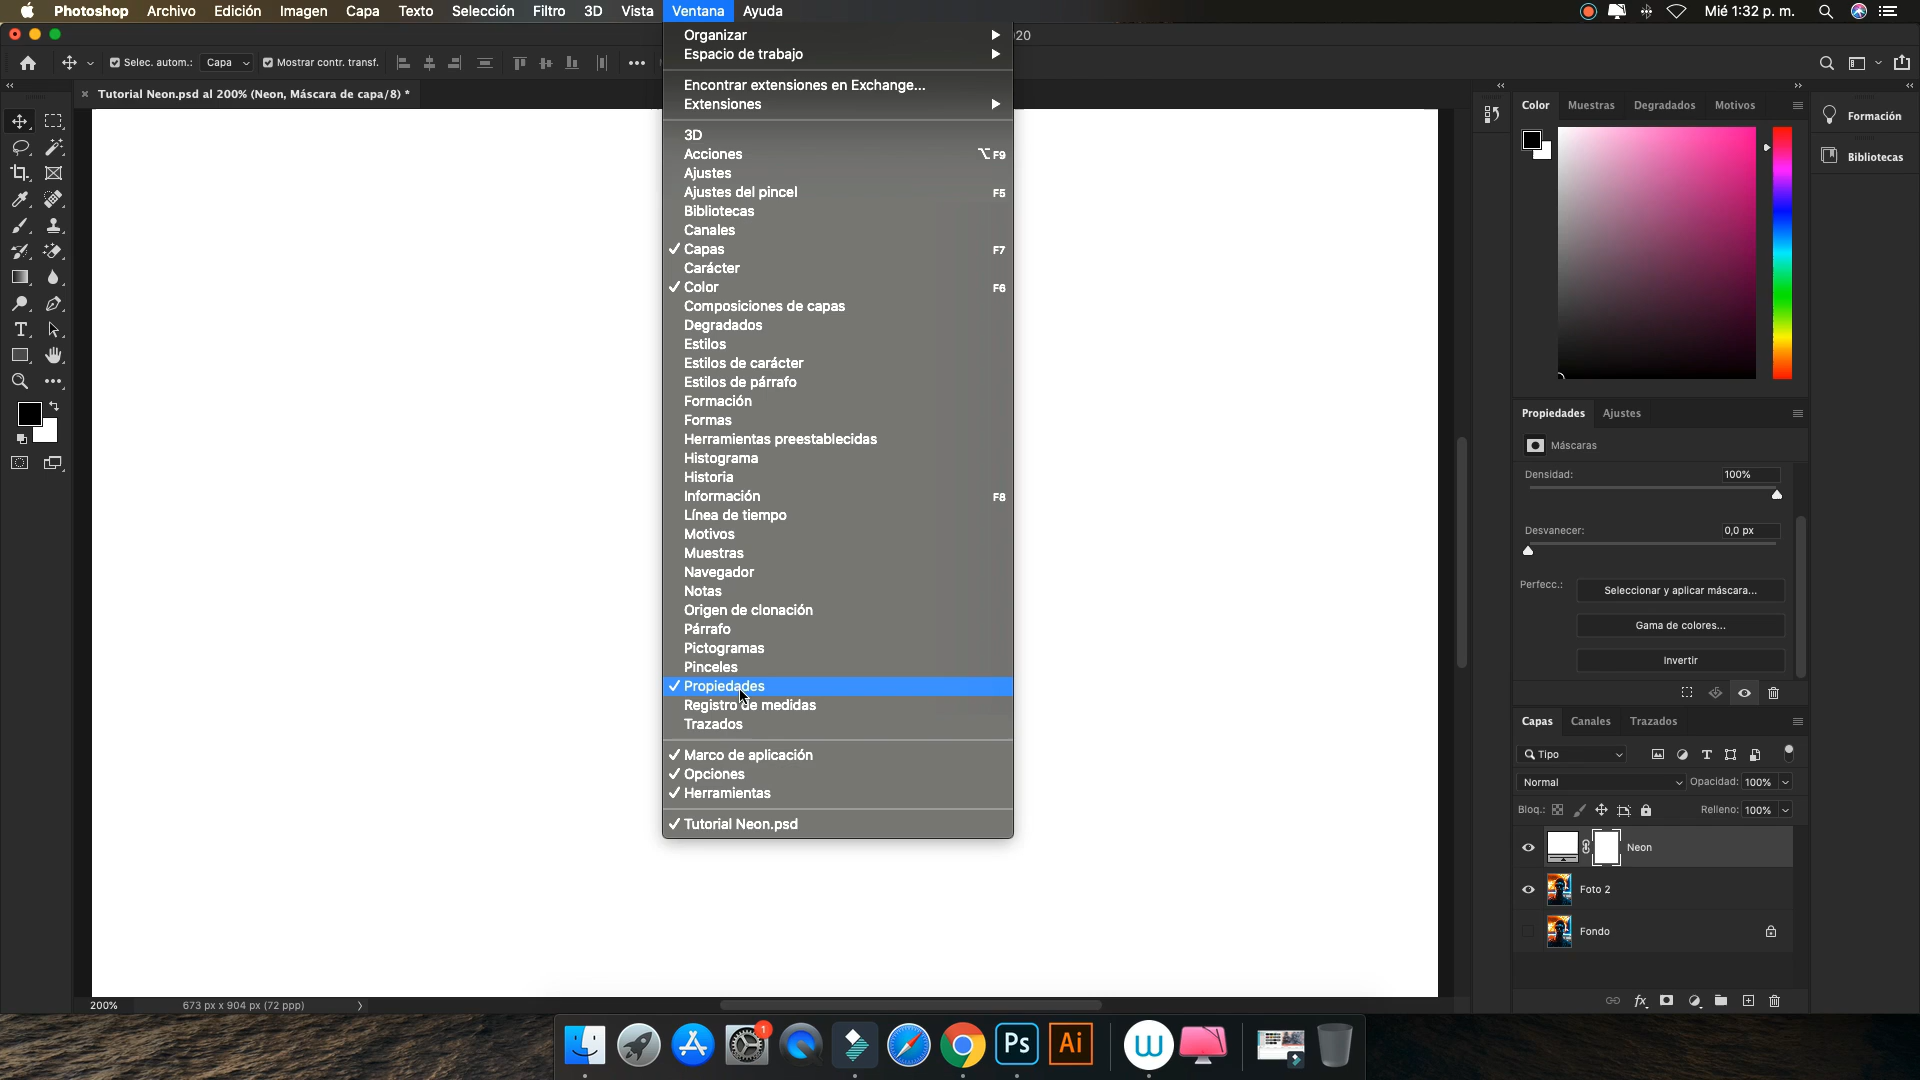 Photoshop Archivo Edición Imagen Capa Texto Selección Filtro 3D Vista Ventana Ayuda Mié 1:32 p. m.
20
Selec. autom.: Capa Mostrar contr. transf.
Tutorial Neon.psd al 200% (Neon, Máscara de capa/8) *
Organizar
Espacio de trabajo
Encontrar extensiones en Exchange...
Extensiones
3D
Acciones ⌥F9
Ajustes
Ajustes del pincel F5
Bibliotecas
Canales
✓ Capas F7
Carácter
✓ Color F6
Composiciones de capas
Degradados
Estilos
Estilos de carácter
Estilos de párrafo
Formación
Formas
Herramientas preestablecidas
Histograma
Historia
Información F8
Línea de tiempo
Motivos
Muestras
Navegador
Notas
Origen de clonación
Párrafo
Pictogramas
Pinceles
✓ Propiedades
Registro de medidas
Trazados
✓ Marco de aplicación
✓ Opciones
✓ Herramientas
✓ Tutorial Neon.psd
Color Muestras Degradados Motivos
Formación
Bibliotecas
Propiedades Ajustes
Máscaras
Densidad: 100%
Desvanecer: 0,0 px
Perfecc.: Seleccionar y aplicar máscara...
Gama de colores...
Invertir
Capas Canales Trazados
Tipo
Normal Opacidad: 100%
Bloq.: Relleno: 100%
Neon
Foto 2
Fondo
fx
200% 673 px x 904 px (72 ppp)
1
Ps
Ai